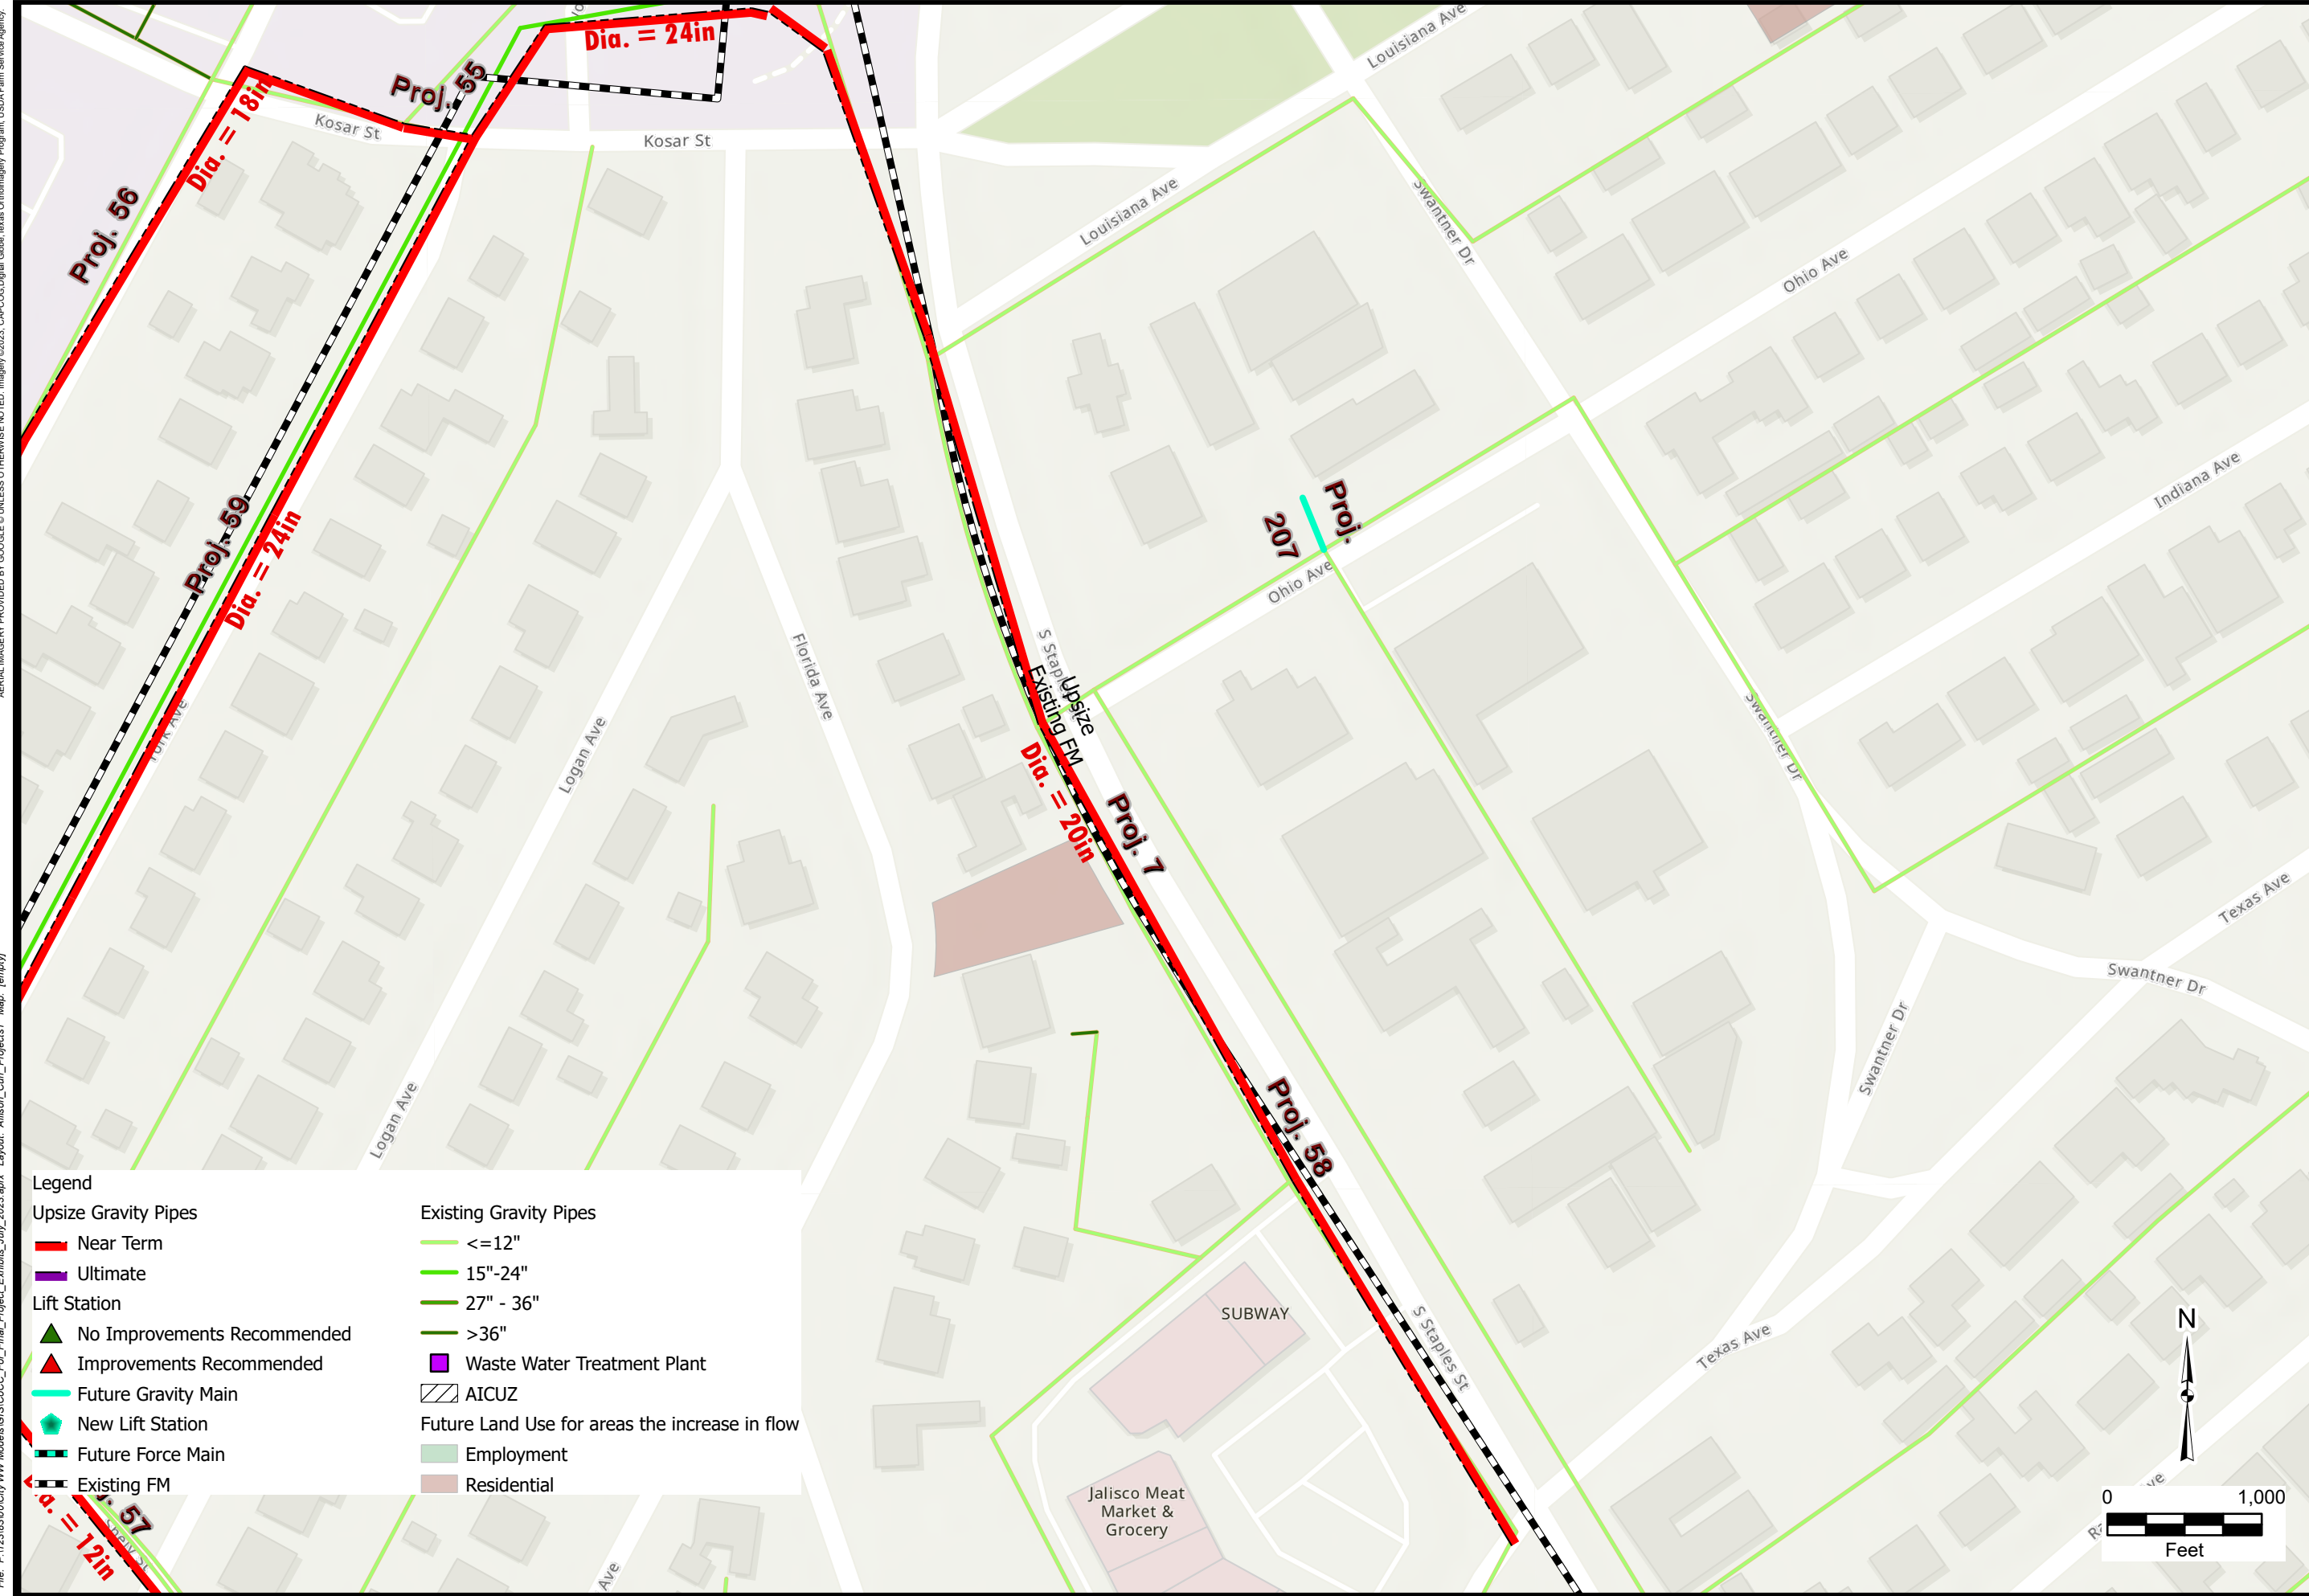 Dia. = 24in
Louisiana Ave
Proj. 55
Dia. = 18in
Kosar St
Kosar St
Proj. 56
Louisiana Ave
Swantner Dr
Ohio Ave
Indiana Ave
Proj. 59
Dia. = 24in
Proj.
207
Ohio Ave
Florida Ave
Upsize
Existing FM
Logan Ave
Dia. = 20in
Swantner Dr
Proj. 7
Texas Ave
Swantner Dr
Swantner Dr
Logan Ave
Proj. 58
SUBWAY
S Staples St
Texas Ave
Jalisco Meat
Market &
Grocery
Ave
57
= 12in
Legend
Upsize Gravity Pipes
Near Term
Ultimate
Lift Station
No Improvements Recommended
Improvements Recommended
Future Gravity Main
New Lift Station
Future Force Main
Existing FM
Existing Gravity Pipes
<=12"
15"-24"
27" - 36"
>36"
Waste Water Treatment Plant
AICUZ
Future Land Use for areas the increase in flow
Employment
Residential
N
0 1,000
Feet